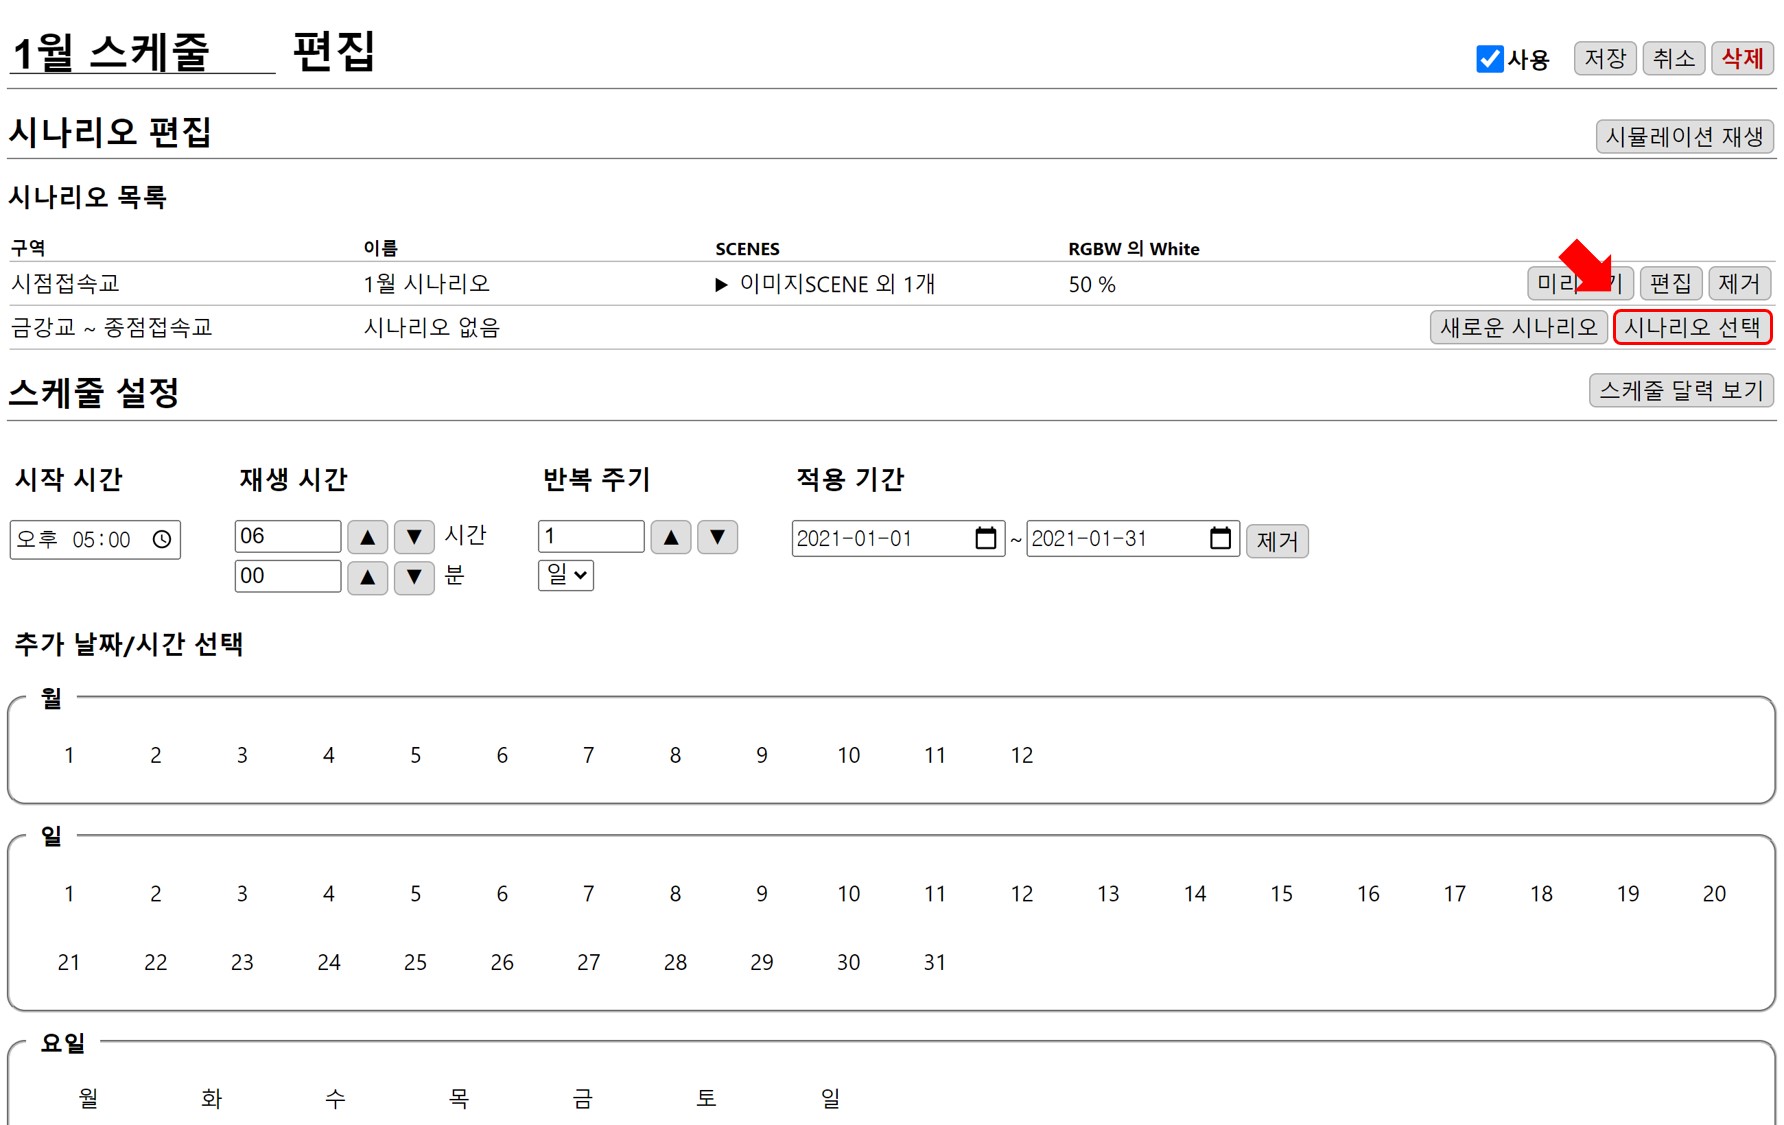 1월 스케줄 편집
사용 저장 취소 삭제
시나리오 편집 시뮬레이션 재생
시나리오 목록
구역 이름 SCENES RGBW 의 White
시점접속교 1월 시나리오 ▶ 이미지SCENE 외 1개 50 % 편집 제거
금강교 ~ 종점접속교 시나리오 없음 새로운 시나리오 시나리오 선택
스케줄 설정 스케줄 달력 보기
시작 시간 재생 시간 반복 주기 적용 기간
오후 05:00 06 ▲ ▼ 시간 1 ▲ ▼ 2021-01-01 ~ 2021-01-31 제거
00 ▲ ▼ 분 일
추가 날짜/시간 선택
월
1 2 3 4 5 6 7 8 9 10 11 12
일
1 2 3 4 5 6 7 8 9 10 11 12 13 14 15 16 17 18 19 20
21 22 23 24 25 26 27 28 29 30 31
요일
월 화 수 목 금 토 일